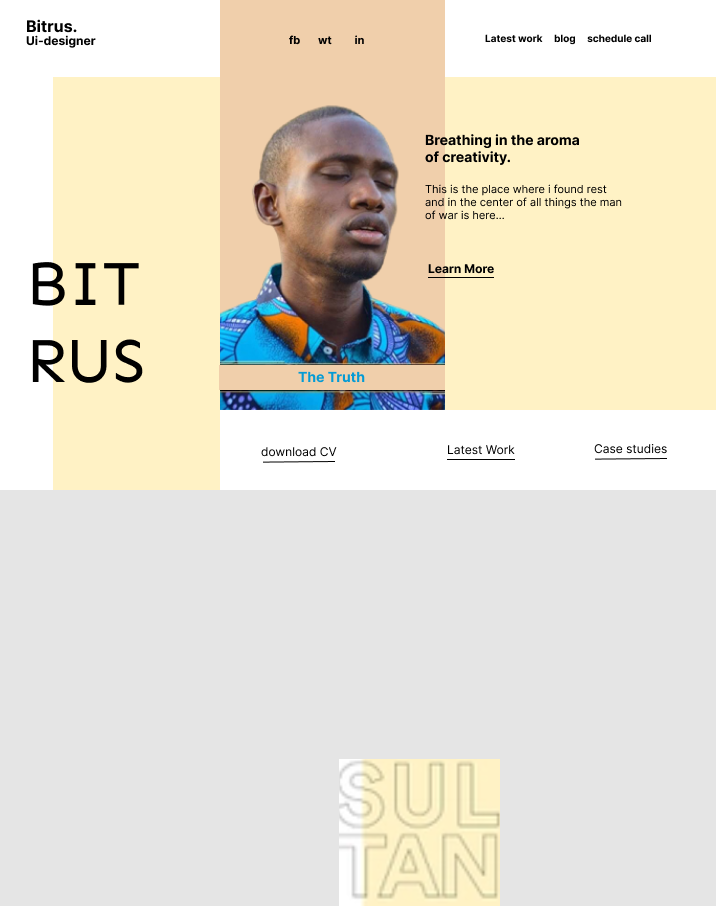 Bitrus.
Ui-designer
fb wt in
Latest work blog schedule call
Breathing in the aroma
of creativity.
This is the place where i found rest
and in the center of all things the man
of war is here...
Learn More
BIT
RUS
The Truth
download CV
Latest Work
Case studies
SUL
TAN